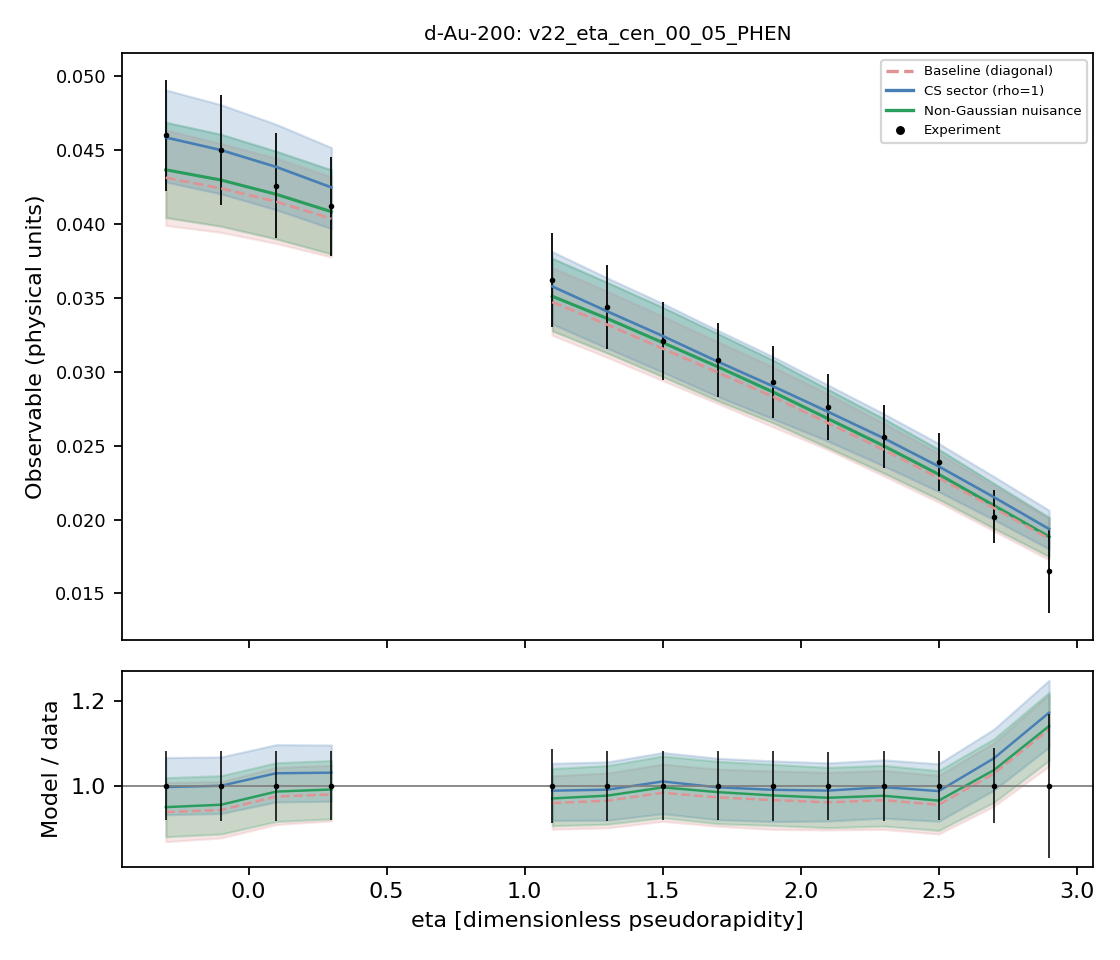 d-Au-200: v22_eta_cen_00_05_PHEN
Baseline (diagonal)
CS sector (rho=1)
Non-Gaussian nuisance
Experiment
Observable (physical units)
0.050
0.045
0.040
0.035
0.030
0.025
0.020
0.015
Model / data
1.2
1.0
0.0
0.5
1.0
1.5
2.0
2.5
3.0
eta [dimensionless pseudorapidity]